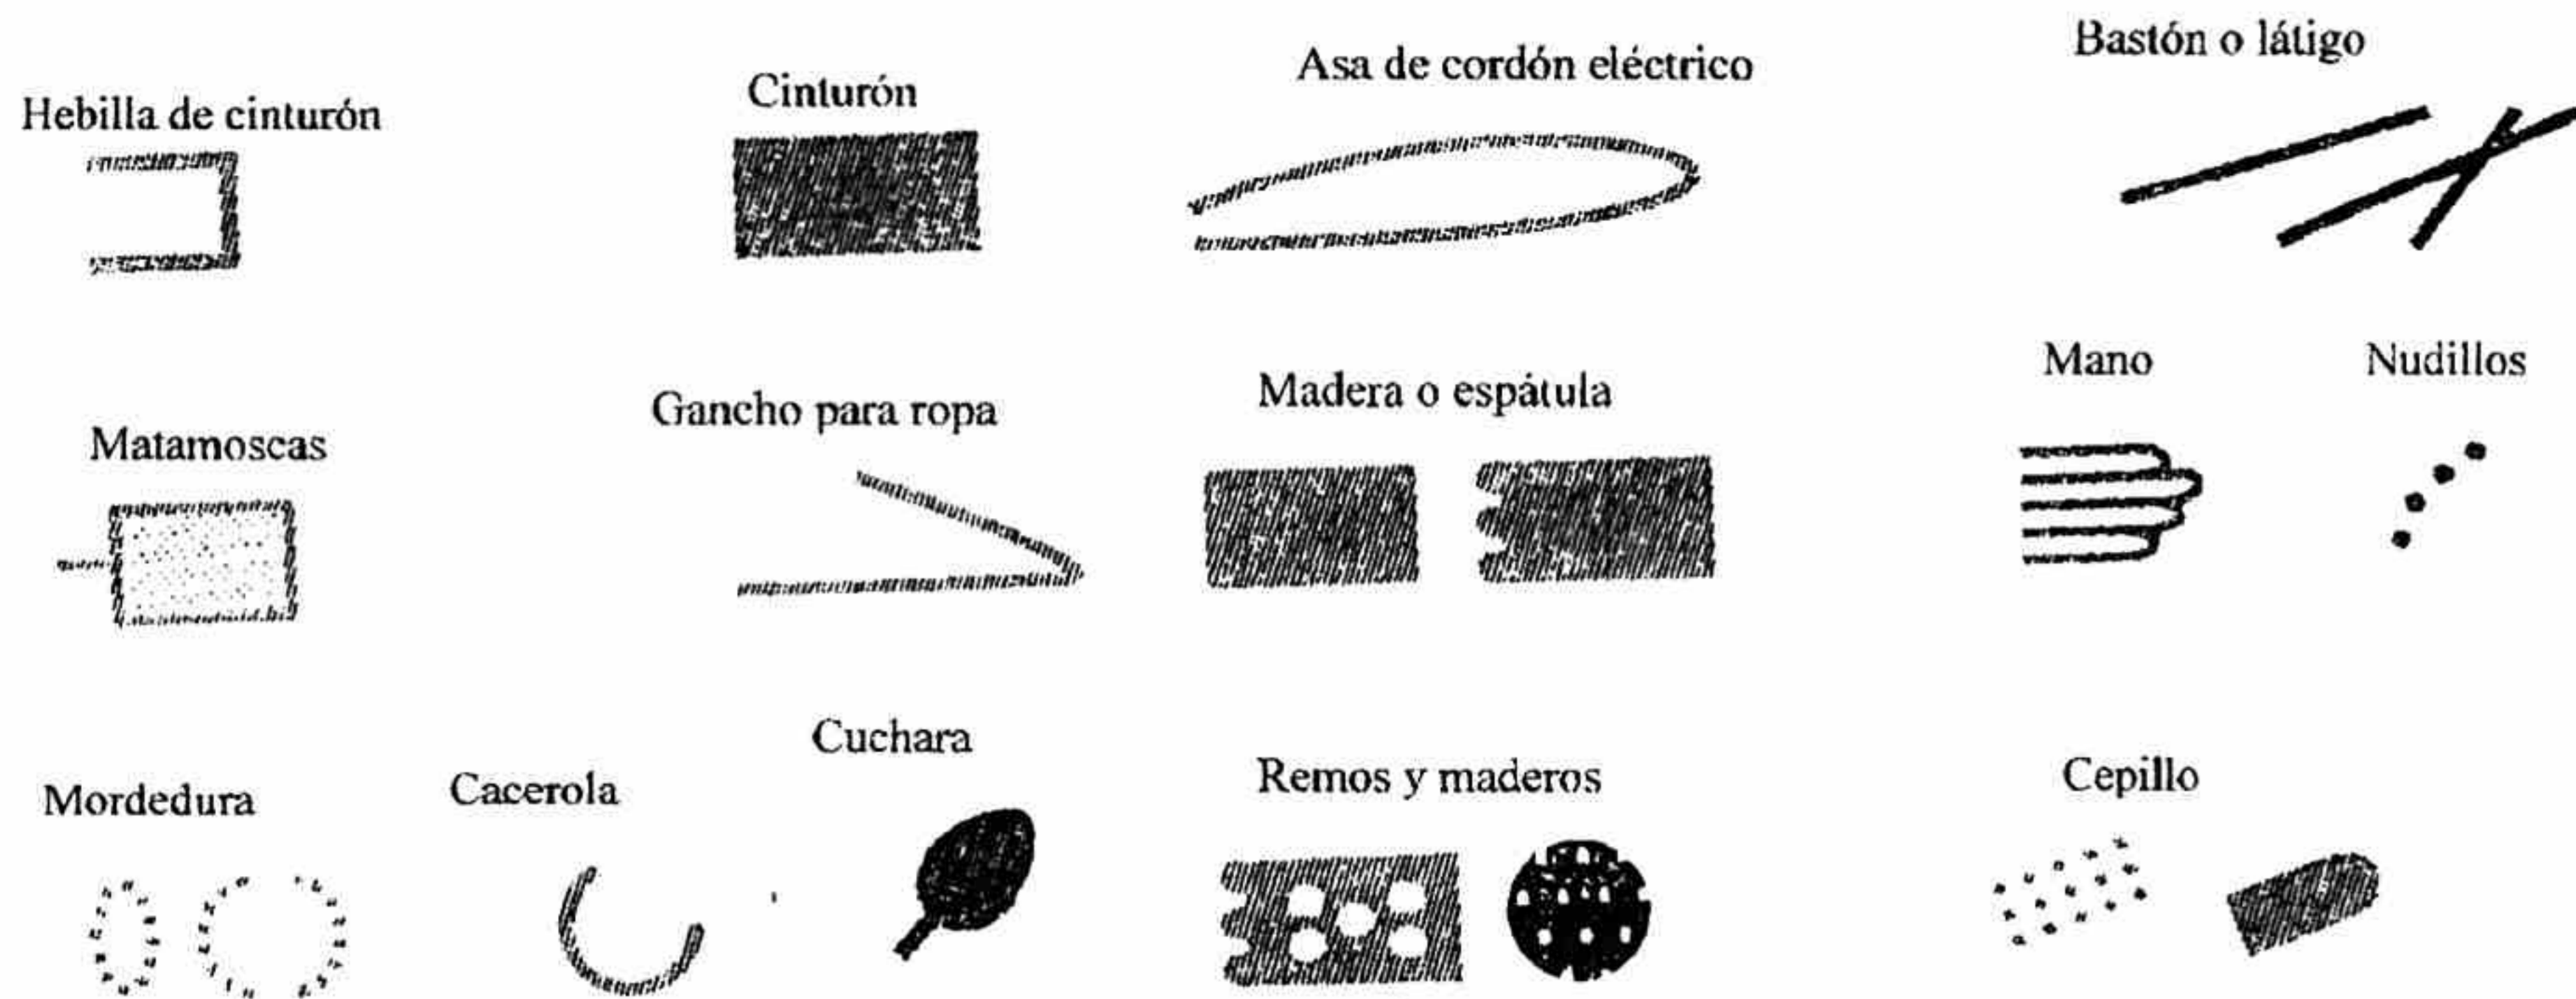 Hebilla de cinturón
Cinturón
Asa de cordón eléctrico
Bastón o látigo
Matamoscas
Gancho para ropa
Madera o espátula
Mano
Nudillos
Mordedura
Cacerola
Cuchara
Remos y maderos
Cepillo